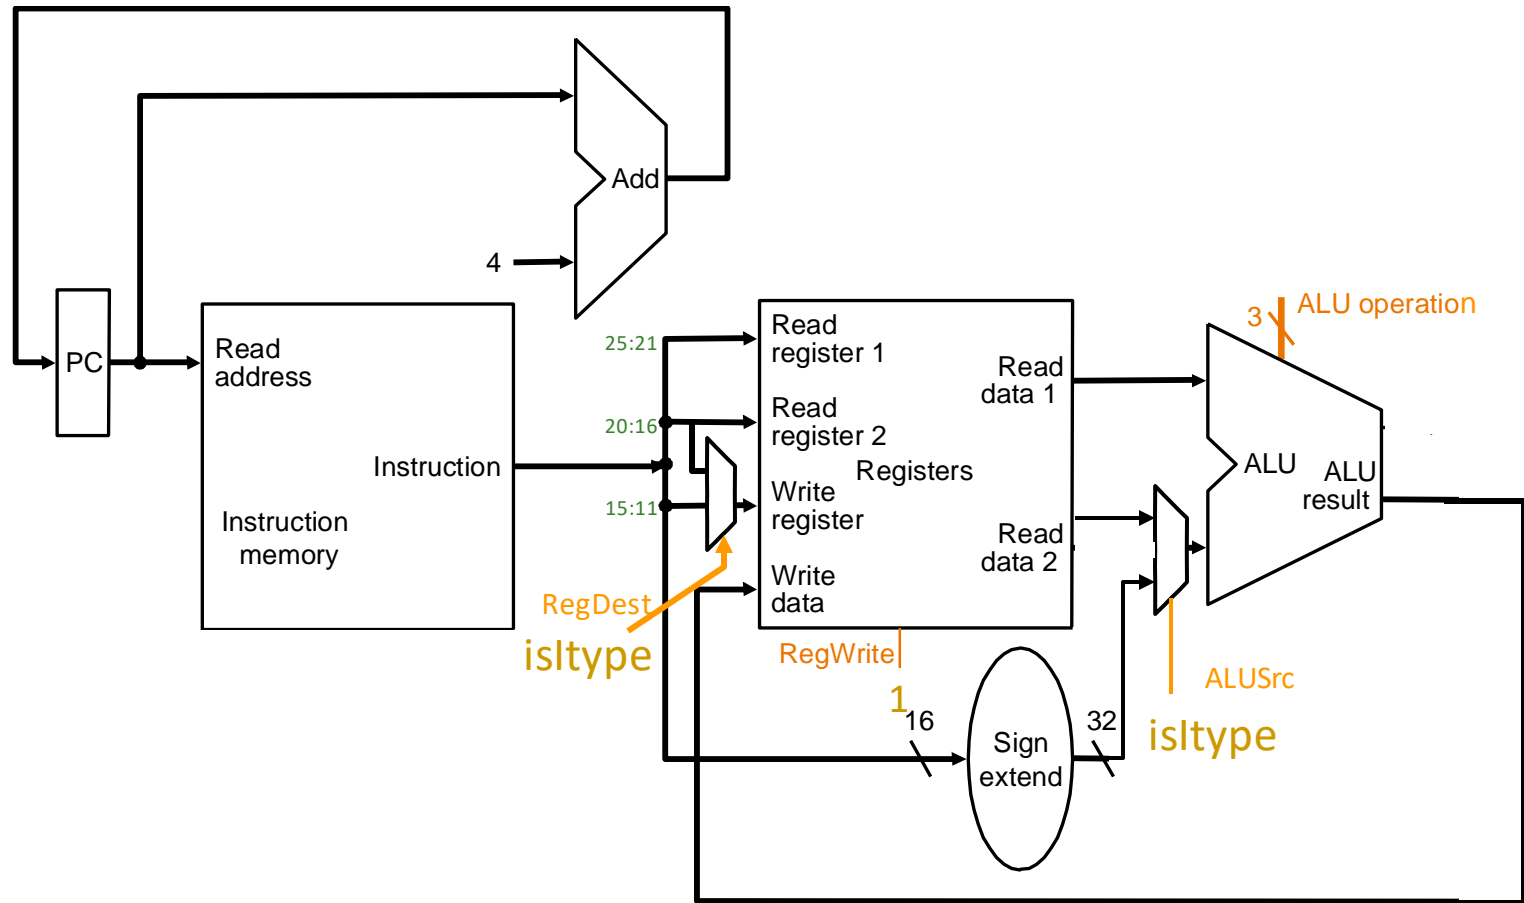 Add
4
PC
Read
address
Instruction
Instruction
memory
25:21
20:16
15:11
Read
register 1
Read
register 2
Write
register
Write
data
Registers
Read
data 1
Read
data 2
RegDest
isItype
RegWrite
1
16
Sign
extend
32
ALUSrc
isItype
3
ALU operation
ALU
ALU
result